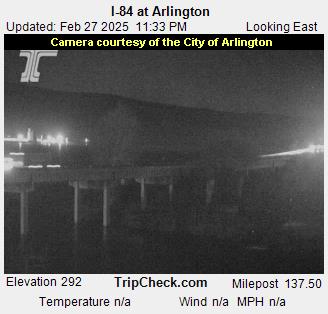 I-84 at Arlington
Updated: Feb 27 2025 11:33 PM Looking East
Camera courtesy of the City of Arlington
Elevation 292 TripCheck.com Milepost 137.50
Temperature n/a Wind n/a MPH n/a